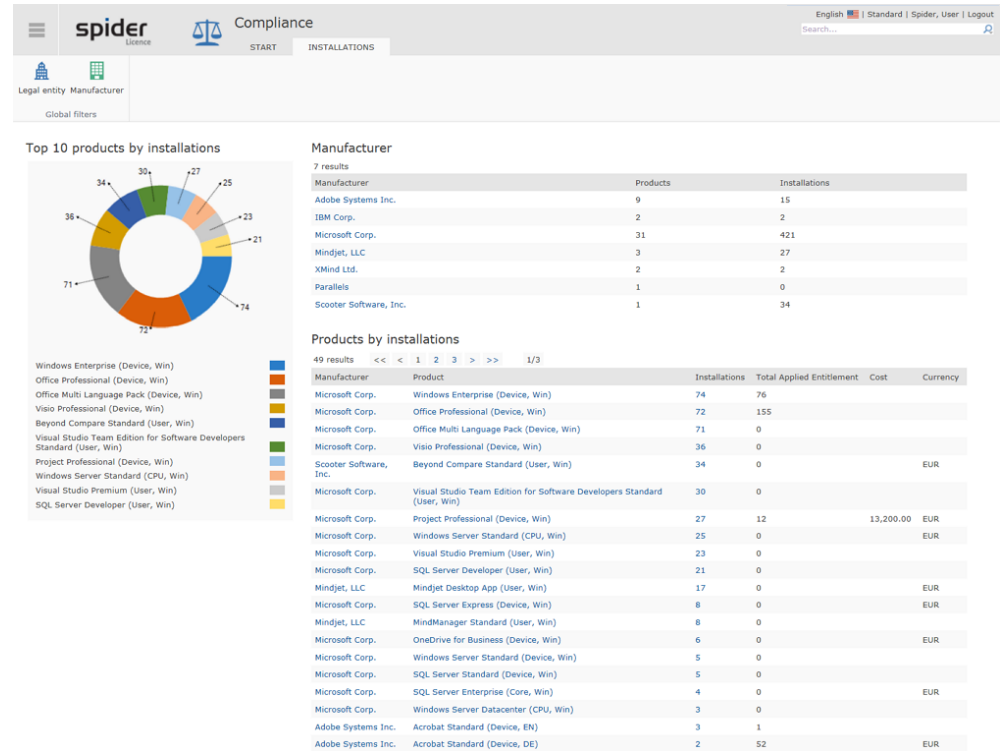 spider
Licence
Compliance
START INSTALLATIONS
English | Standard | Spider, User | Logout
Search...
Legal entity Manufacturer
Global filters
Top 10 products by installations
30
27
34
25
36
23
21
71
74
72
Windows Enterprise (Device, Win)
Office Professional (Device, Win)
Office Multi Language Pack (Device, Win)
Visio Professional (Device, Win)
Beyond Compare Standard (User, Win)
Visual Studio Team Edition for Software Developers
Standard (User, Win)
Project Professional (Device, Win)
Windows Server Standard (CPU, Win)
Visual Studio Premium (User, Win)
SQL Server Developer (User, Win)
Manufacturer
7 results
Manufacturer Products Installations
Adobe Systems Inc. 9 15
IBM Corp. 2 2
Microsoft Corp. 31 421
Mindjet, LLC 3 27
XMind Ltd. 2 2
Parallels 1 0
Scooter Software, Inc. 1 34
Products by installations
49 results << < 1 2 3 > >> 1/3
Manufacturer Product Installations Total Applied Entitlement Cost Currency
Microsoft Corp. Windows Enterprise (Device, Win) 74 76
Microsoft Corp. Office Professional (Device, Win) 72 155
Microsoft Corp. Office Multi Language Pack (Device, Win) 71 0
Microsoft Corp. Visio Professional (Device, Win) 36 0
Scooter Software, Beyond Compare Standard (User, Win) 34 0 EUR
Inc.
Microsoft Corp. Visual Studio Team Edition for Software Developers Standard 30 0
(User, Win)
Microsoft Corp. Project Professional (Device, Win) 27 12 13,200.00 EUR
Microsoft Corp. Windows Server Standard (CPU, Win) 25 0 EUR
Microsoft Corp. Visual Studio Premium (User, Win) 23 0
Microsoft Corp. SQL Server Developer (User, Win) 21 0
Mindjet, LLC Mindjet Desktop App (User, Win) 17 0 EUR
Microsoft Corp. SQL Server Express (Device, Win) 8 0 EUR
Mindjet, LLC MindManager Standard (User, Win) 8 0
Microsoft Corp. OneDrive for Business (Device, Win) 6 0 EUR
Microsoft Corp. Windows Server Standard (Device, Win) 5 0
Microsoft Corp. SQL Server Standard (Device, Win) 5 0
Microsoft Corp. SQL Server Enterprise (Core, Win) 4 0 EUR
Microsoft Corp. Windows Server Datacenter (CPU, Win) 3 0
Adobe Systems Inc. Acrobat Standard (Device, EN) 3 1
Adobe Systems Inc. Acrobat Standard (Device, DE) 2 52 EUR